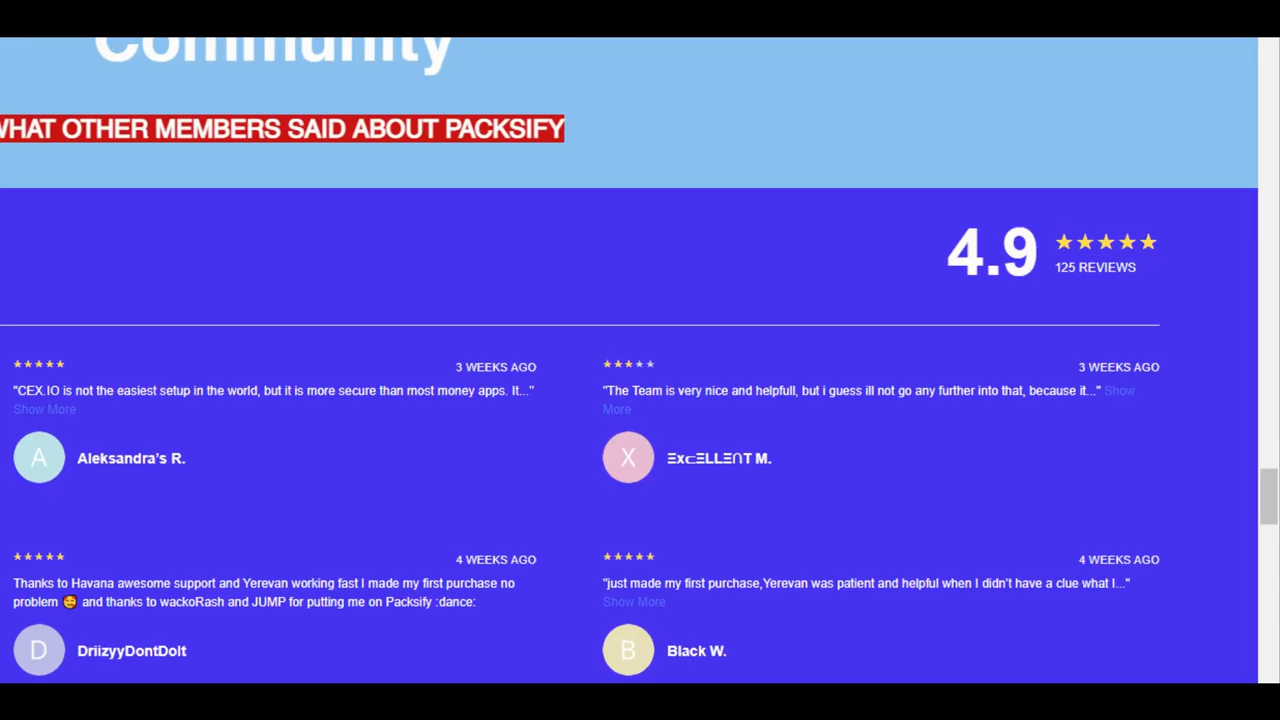 Community
WHAT OTHER MEMBERS SAID ABOUT PACKSIFY
4.9 ★★★★★
125 REVIEWS
★★★★★ 3 WEEKS AGO
"CEX.IO is not the easiest setup in the world, but it is more secure than most money apps. It..."
Show More
A Aleksandra's R.
★★★★★ 3 WEEKS AGO
"The Team is very nice and helpfull, but i guess ill not go any further into that, because it..." Show
More
X Ξx⊂ΞLLΞ∩T M.
★★★★★ 4 WEEKS AGO
Thanks to Havana awesome support and Yerevan working fast I made my first purchase no
problem 🥰 and thanks to wackoRash and JUMP for putting me on Packsify :dance:
D DriizyyDontDoIt
★★★★★ 4 WEEKS AGO
"just made my first purchase,Yerevan was patient and helpful when I didn't have a clue what I..."
Show More
B Black W.